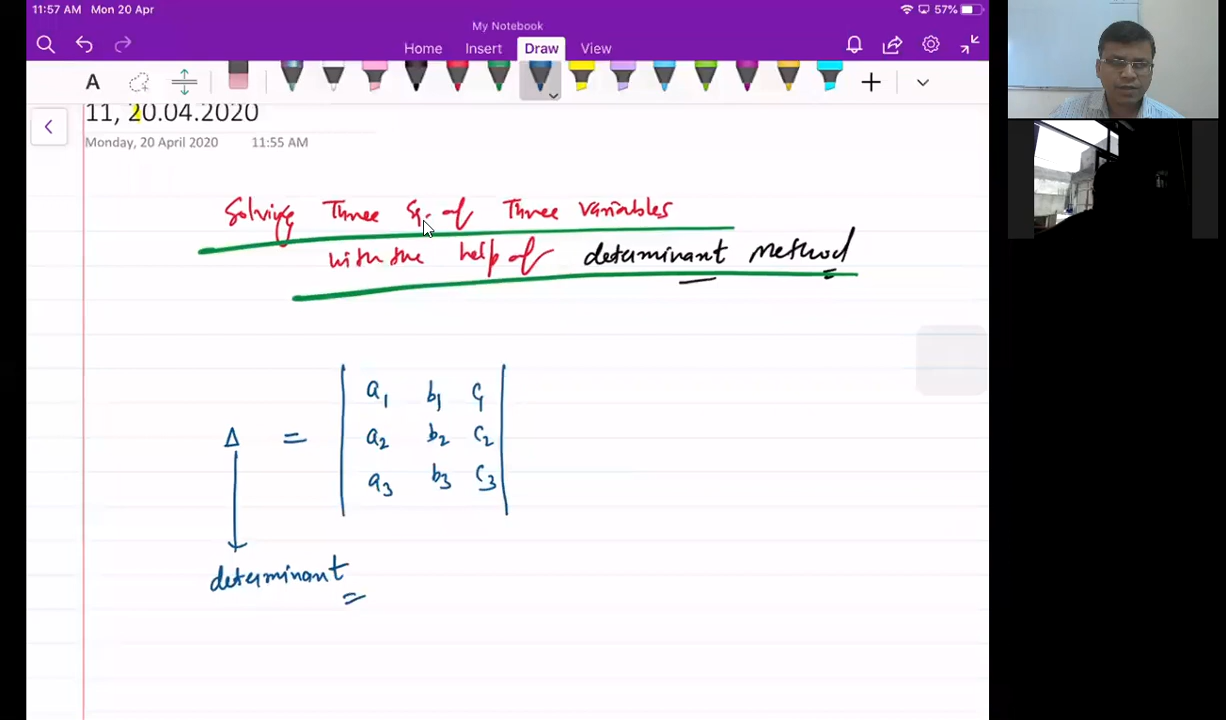 11:57 AM Mon 20 Apr
57%
My Notebook
Home Insert Draw View
A
11, 20.04.2020
Monday, 20 April 2020 11:55 AM
Solving Three Eq. of Three variables
with the help of determinant method
a1 b1 c1
Δ = a2 b2 c2
a3 b3 c3
determinant